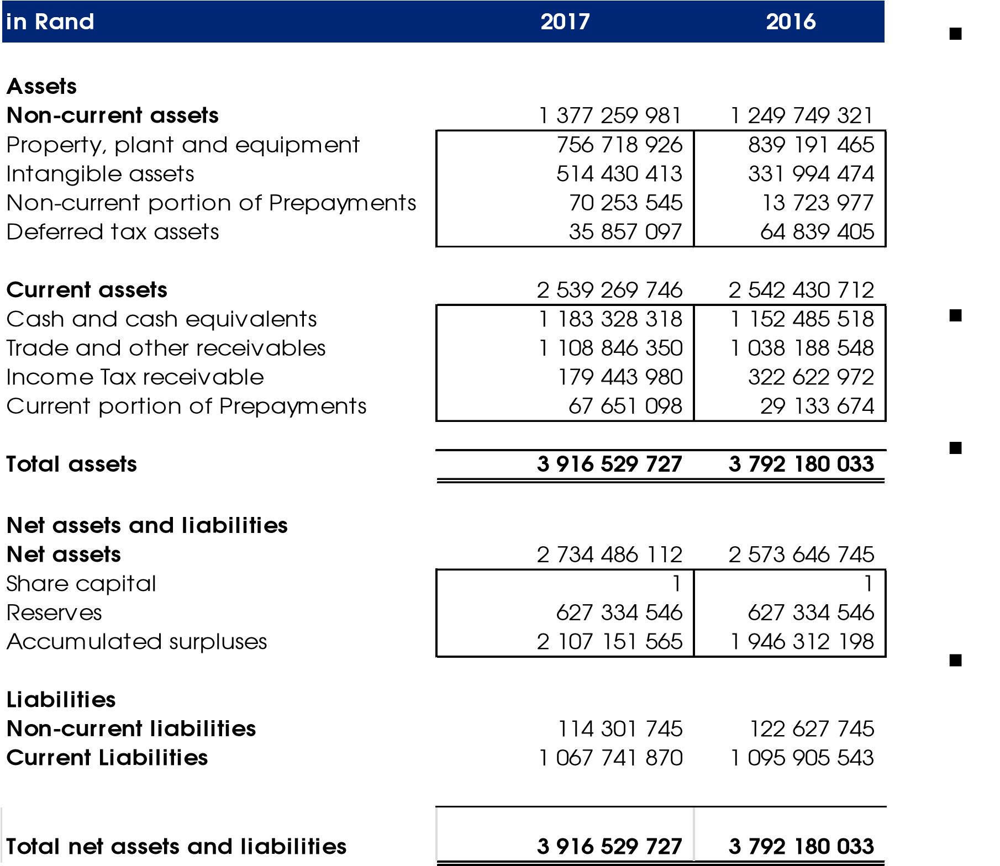 in Rand 2017 2016
Assets
Non-current assets 1 377 259 981 1 249 749 321
Property, plant and equipment 756 718 926 839 191 465
Intangible assets 514 430 413 331 994 474
Non-current portion of Prepayments 70 253 545 13 723 977
Deferred tax assets 35 857 097 64 839 405
Current assets 2 539 269 746 2 542 430 712
Cash and cash equivalents 1 183 328 318 1 152 485 518
Trade and other receivables 1 108 846 350 1 038 188 548
Income Tax receivable 179 443 980 322 622 972
Current portion of Prepayments 67 651 098 29 133 674
Total assets 3 916 529 727 3 792 180 033
Net assets and liabilities
Net assets 2 734 486 112 2 573 646 745
Share capital 1 1
Reserves 627 334 546 627 334 546
Accumulated surpluses 2 107 151 565 1 946 312 198
Liabilities
Non-current liabilities 114 301 745 122 627 745
Current Liabilities 1 067 741 870 1 095 905 543
Total net assets and liabilities 3 916 529 727 3 792 180 033